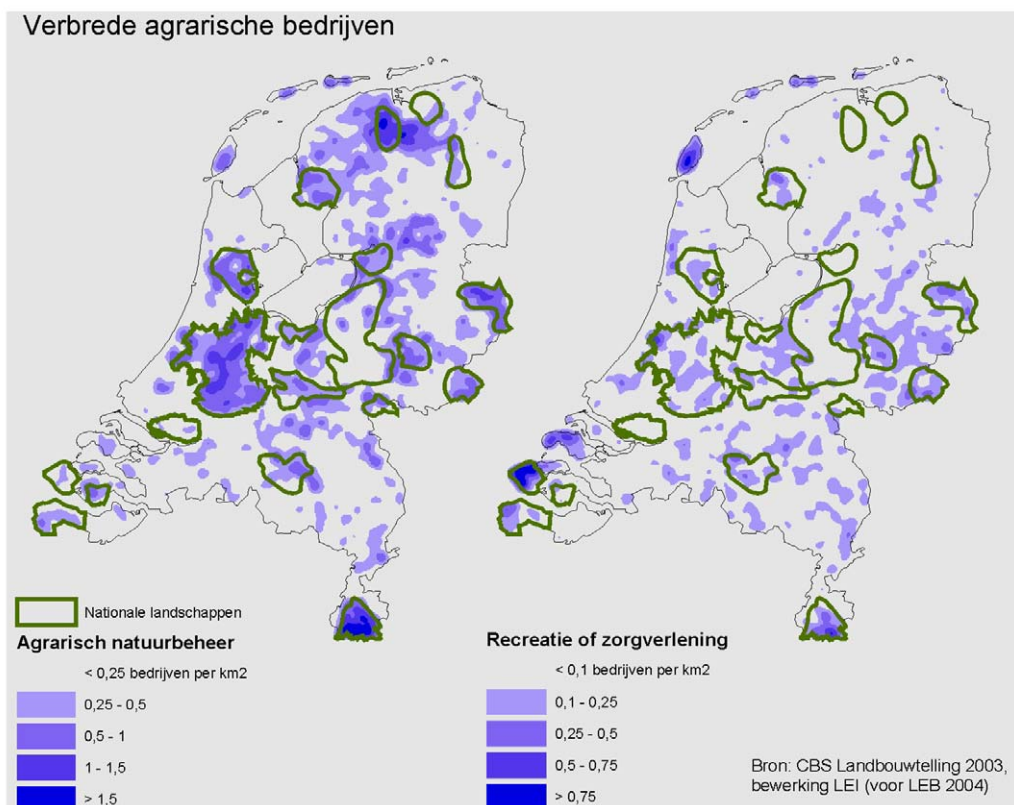 Verbrede agrarische bedrijven
Nationale landschappen
Agrarisch natuurbeheer
< 0,25 bedrijven per km2
0,25 - 0,5
0,5 - 1
1 - 1,5
> 1,5
Recreatie of zorgverlening
< 0,1 bedrijven per km2
0,1 - 0,25
0,25 - 0,5
0,5 - 0,75
> 0,75
Bron: CBS Landbouwtelling 2003,
bewerking LEI (voor LEB 2004)